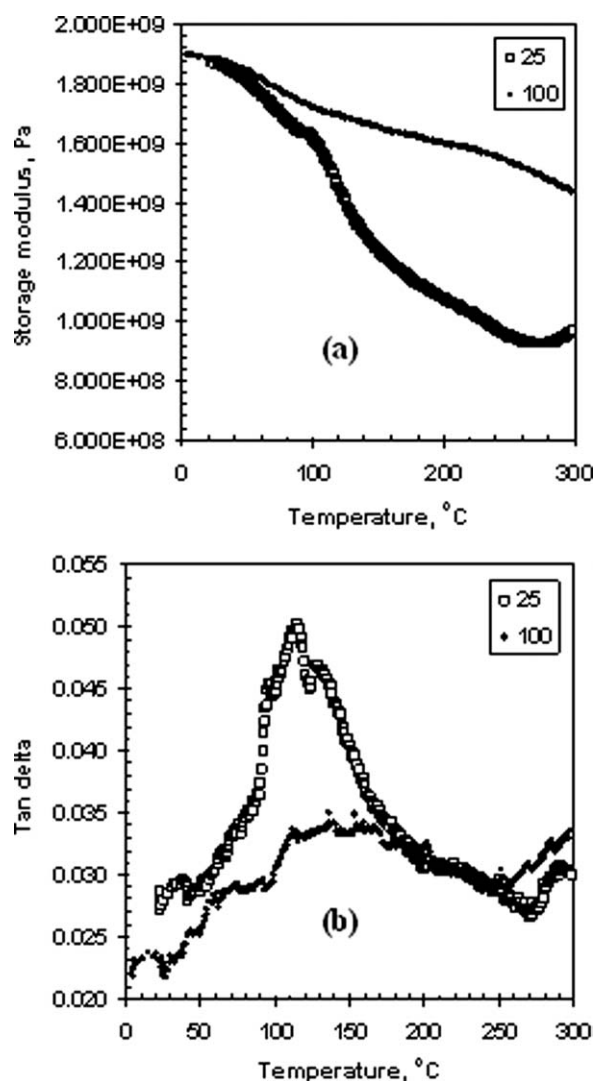 2.000E+09
1.800E+09
1.600E+09
1.400E+09
1.200E+09
1.000E+09
8.000E+08
6.000E+08
Storage modulus, Pa
25
100
(a)
0 100 200 300
Temperature, °C
0.055
0.050
0.045
0.040
0.035
0.030
0.025
0.020
Tan delta
25
100
(b)
0 50 100 150 200 250 300
Temperature, °C